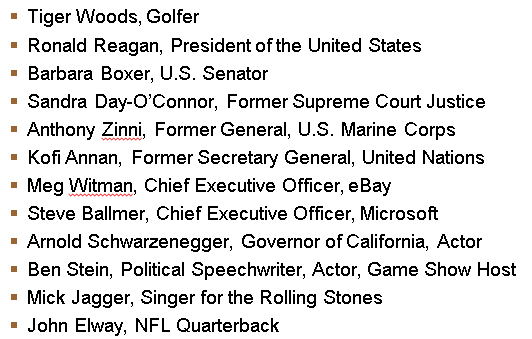 ▪ Tiger Woods, Golfer
▪ Ronald Reagan, President of the United States
▪ Barbara Boxer, U.S. Senator
▪ Sandra Day-O’Connor, Former Supreme Court Justice
▪ Anthony Zinni, Former General, U.S. Marine Corps
▪ Kofi Annan, Former Secretary General, United Nations
▪ Meg Witman, Chief Executive Officer, eBay
▪ Steve Ballmer, Chief Executive Officer, Microsoft
▪ Arnold Schwarzenegger, Governor of California, Actor
▪ Ben Stein, Political Speechwriter, Actor, Game Show Host
▪ Mick Jagger, Singer for the Rolling Stones
▪ John Elway, NFL Quarterback